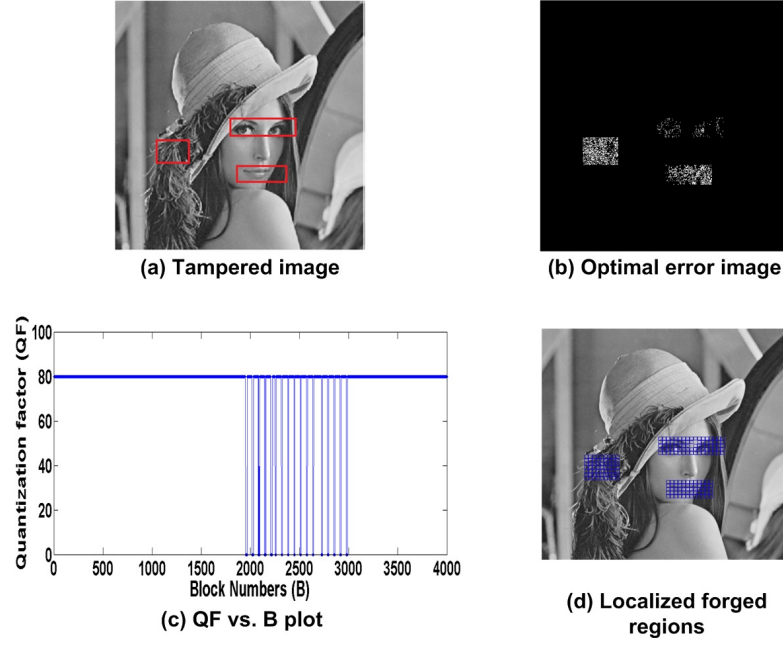 (a) Tampered image
(b) Optimal error image
Quantization factor (QF)
100
80
60
40
20
0
0 500 1000 1500 2000 2500 3000 3500 4000
Block Numbers (B)
(c) QF vs. B plot
(d) Localized forged
regions